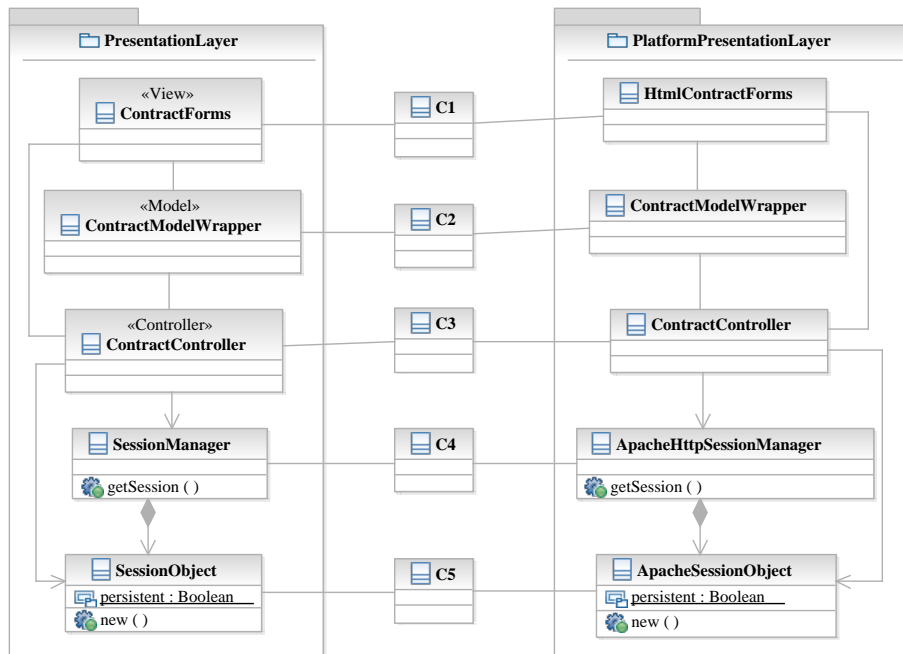 PresentationLayer
«View»
ContractForms
«Model»
ContractModelWrapper
«Controller»
ContractController
SessionManager
getSession ( )
SessionObject
persistent : Boolean
new ( )
C1
C2
C3
C4
C5
PlatformPresentationLayer
HtmlContractForms
ContractModelWrapper
ContractController
ApacheHttpSessionManager
getSession ( )
ApacheSessionObject
persistent : Boolean
new ( )